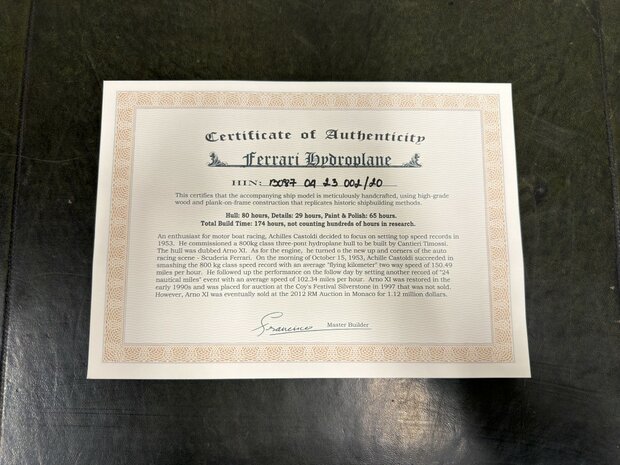 Certificate of Authenticity
Ferrari Hydroplane
HIN: B087 09 23 002/20
This certifies that the accompanying ship model is meticulously handcrafted, using high-grade
wood and plank-on-frame construction that replicates historic shipbuilding methods.
Hull: 80 hours, Details: 29 hours, Paint & Polish: 65 hours.
Total Build Time: 174 hours, not counting hundreds of hours in research.
An enthusiast for motor boat racing, Achilles Castoldi decided to focus on setting top speed records in
1953. He commissioned a 800kg class three-pont hydroplane hull to be built by Cantieri Timossi.
The hull was dubbed Arno XI. As for the engine, he turned o the new up and corners of the auto
racing scene - Scuderia Ferrari. On the morning of October 15, 1953, Achilles Castoldi succeeded in
smashing the 800 kg class speed record with an average "flying kilometer" two way speed of 150.49
miles per hour. He followed up the performance on the follow day by setting another record of "24
nautical miles" event with an average speed of 102.34 miles per hour. Arno XI was restored in the
early 1990s and was placed for auction at the Coy's Festival Silverstone in 1997 that was not sold.
However, Arno XI was eventually sold at the 2012 RM Auction in Monaco for 1.12 million dollars.
Francisco Master Builder